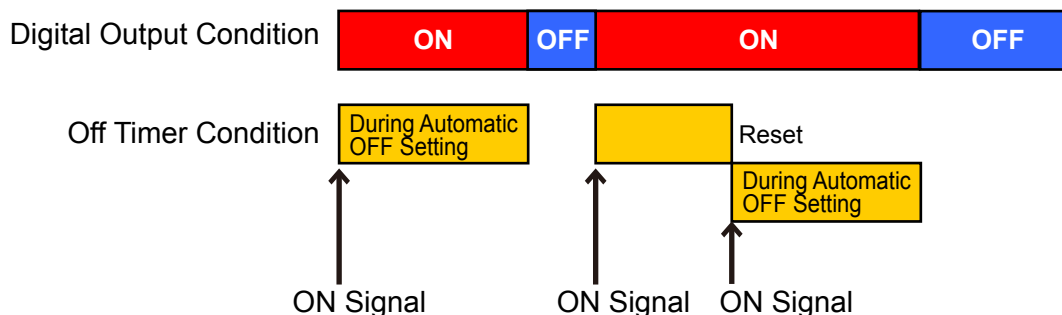 Digital Output Condition
ON
OFF
ON
OFF
Off Timer Condition
During Automatic
OFF Setting
Reset
During Automatic
OFF Setting
ON Signal
ON Signal
ON Signal